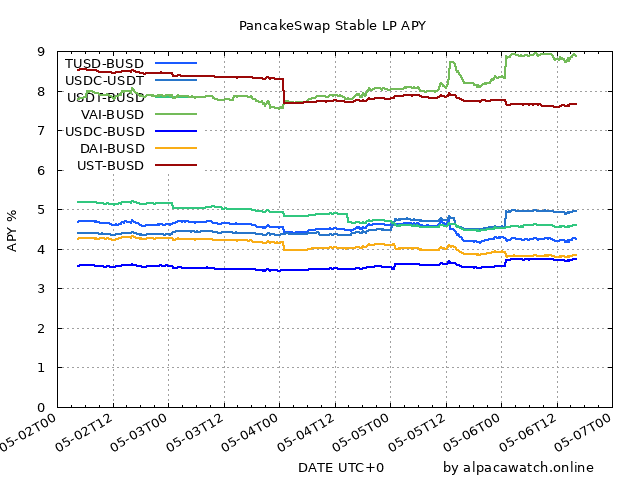 PancakeSwap Stable LP APY
9
8
7
6
5
4
3
2
1
0
APY %
TUSD-BUSD
USDC-USDT
USDT-BUSD
VAI-BUSD
USDC-BUSD
DAI-BUSD
UST-BUSD
05-02T00
05-02T12
05-03T00
05-03T12
05-04T00
05-04T12
05-05T00
05-05T12
05-06T00
05-06T12
05-07T00
DATE UTC+0
by alpacawatch.online